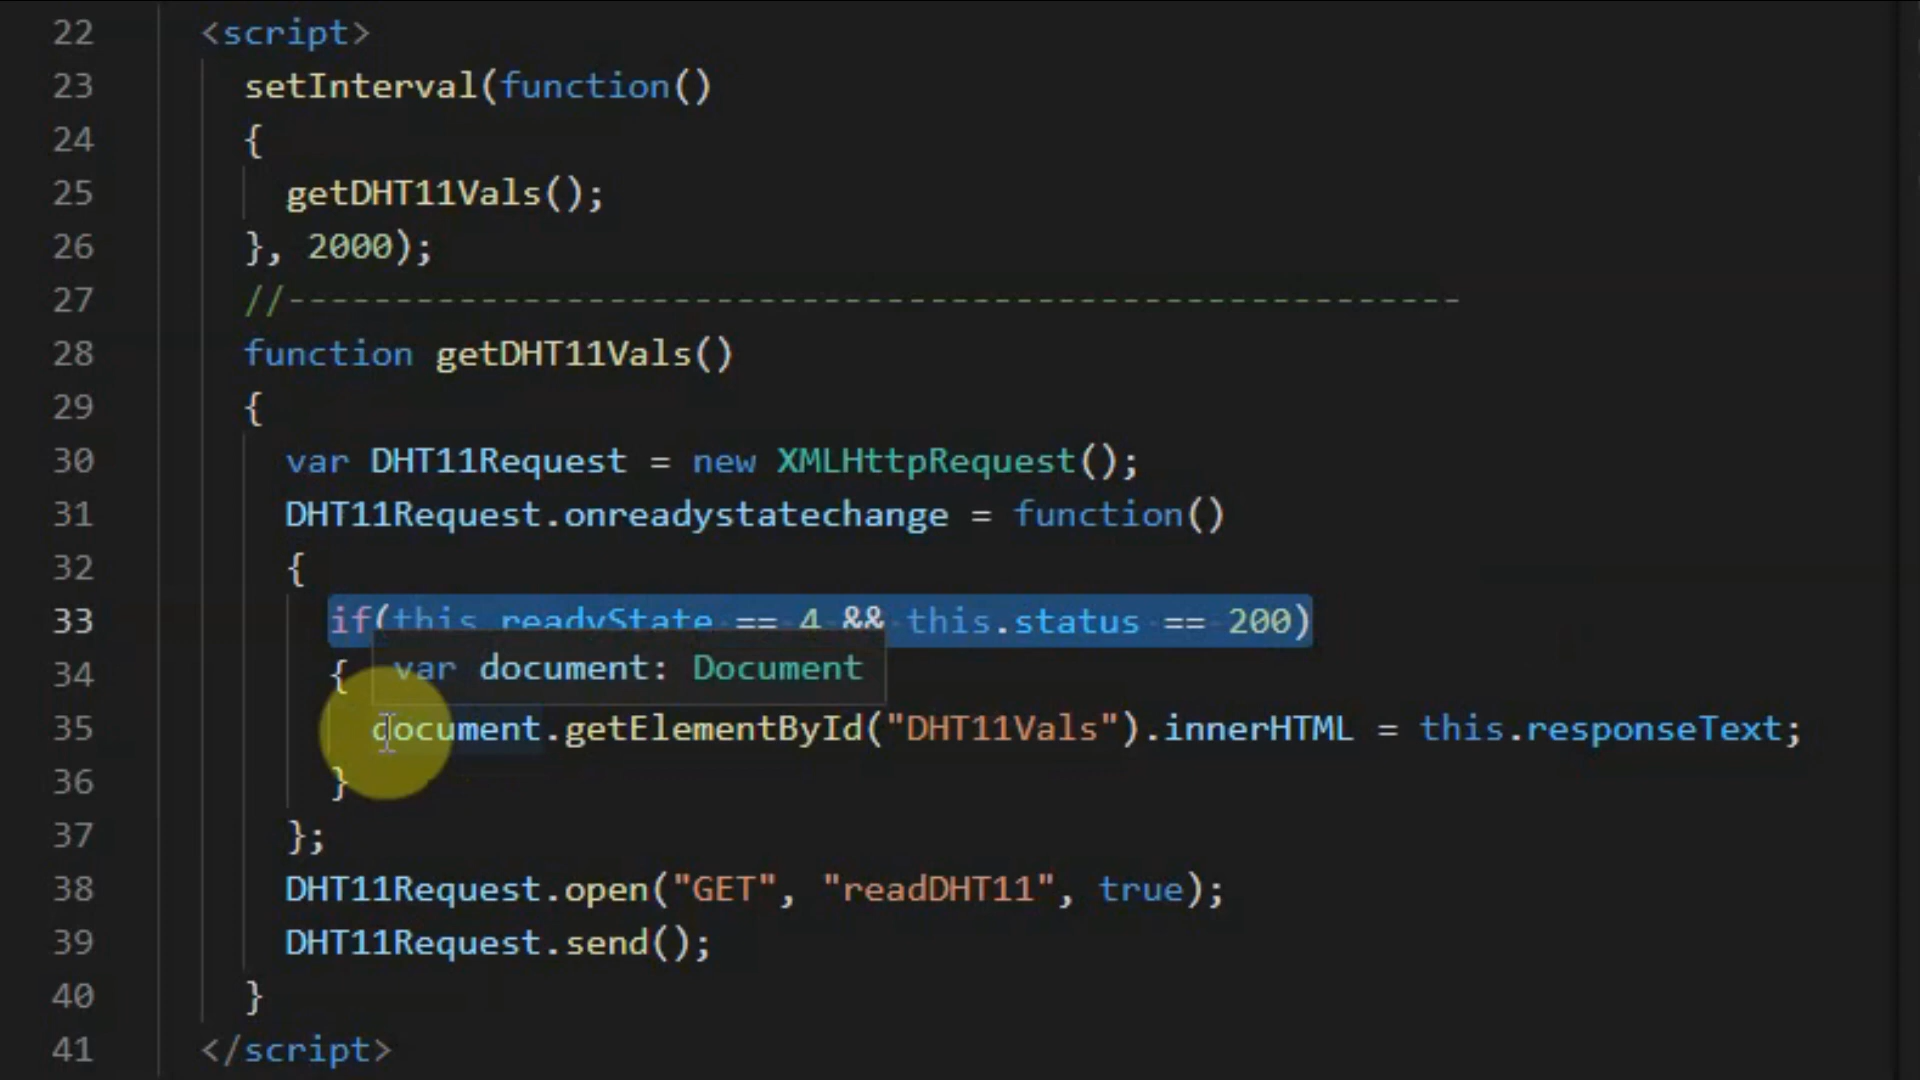 22 <script>
23 setInterval(function()
24 {
25 getDHT11Vals();
26 }, 2000);
27 //-------------------------------------------------------
28 function getDHT11Vals()
29 {
30 var DHT11Request = new XMLHttpRequest();
31 DHT11Request.onreadystatechange = function()
32 {
33 if(this readyState == 4 && this.status == 200)
34 { var document: Document
35 document.getElementById("DHT11Vals").innerHTML = this.responseText;
36 }
37 };
38 DHT11Request.open("GET", "readDHT11", true);
39 DHT11Request.send();
40 }
41 </script>